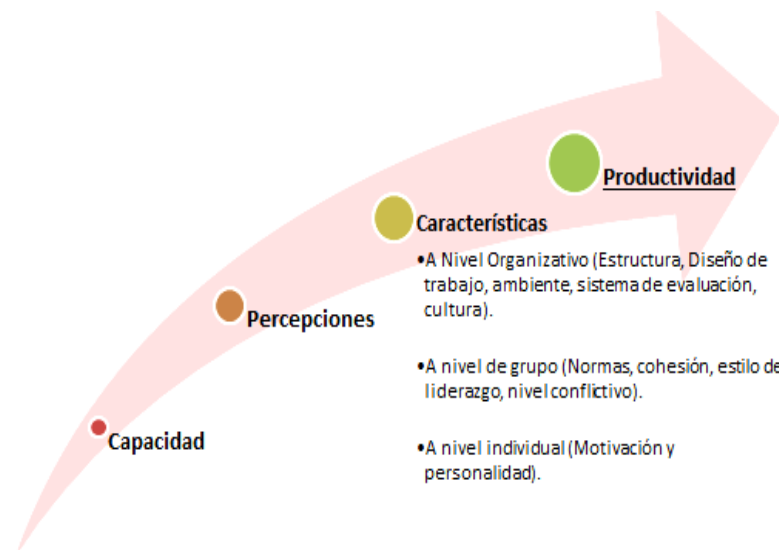 Productividad
Características
•A Nivel Organizativo (Estructura, Diseño de
trabajo, ambiente, sistema de evaluación,
cultura).
•A nivel de grupo (Normas, cohesión, estilo de
liderazgo, nivel conflictivo).
•A nivel individual (Motivación y
personalidad).
Percepciones
Capacidad